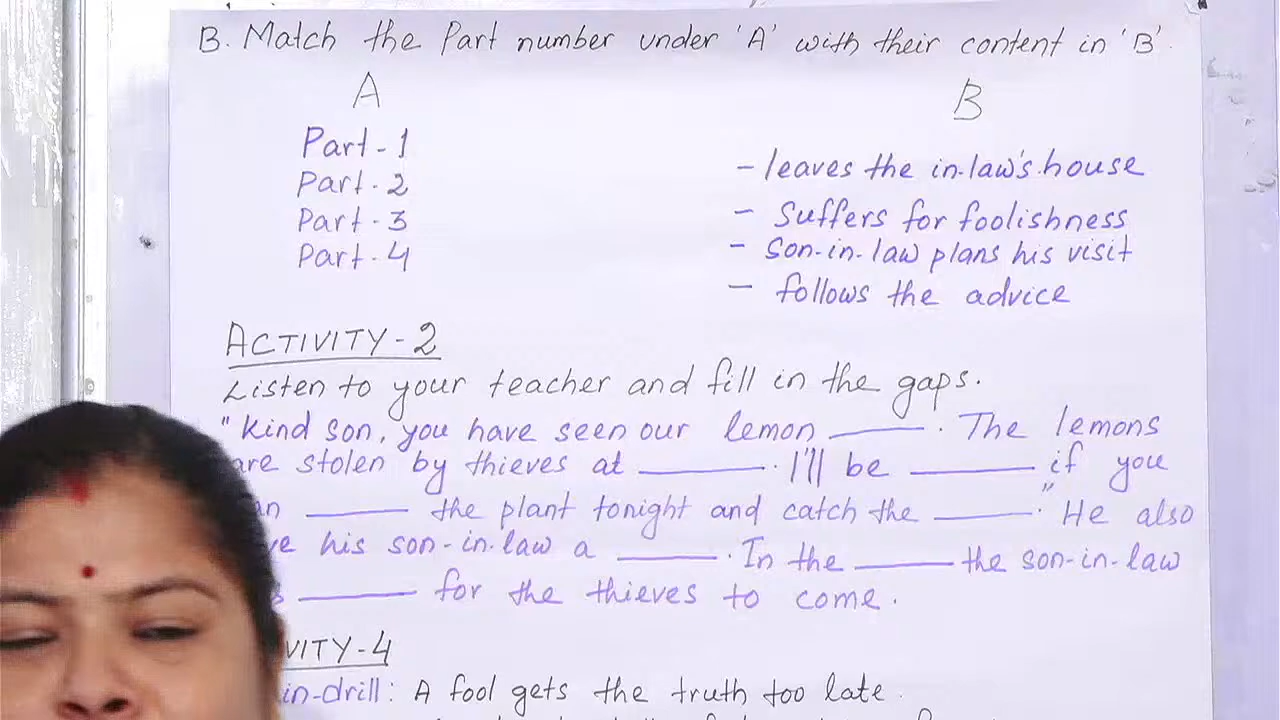 B. Match the Part number under 'A' with their content in 'B'.
A B
Part-1
- leaves the in-law's house
Part-2
- Suffers for foolishness
Part-3
- Son-in-law plans his visit
Part-4
- follows the advice
ACTIVITY-2
Listen to your teacher and fill in the gaps.
"Kind son, you have seen our lemon ______. The lemons
are stolen by thieves at ______. I'll be ______ if you
______ the plant tonight and catch the ______." He also
his son-in-law a ______. In the ______ the son-in-law
______ for the thieves to come.
VITY-4
in-drill: A fool gets the truth too late.